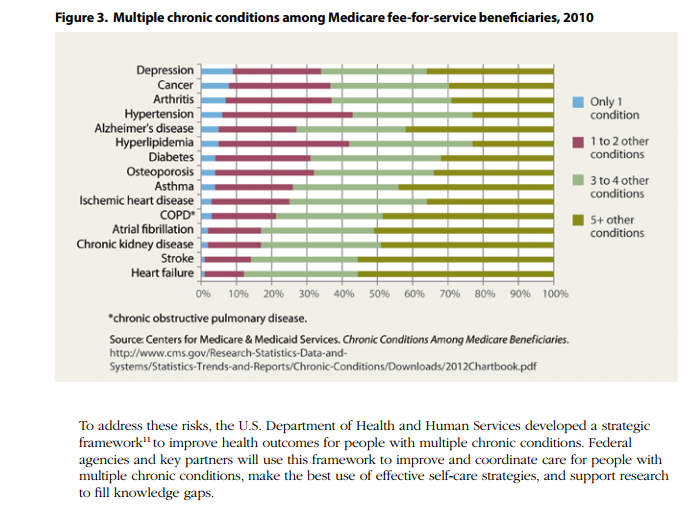 Figure 3. Multiple chronic conditions among Medicare fee-for-service beneficiaries, 2010
Depression
Cancer
Arthritis
Hypertension
Alzheimer's disease
Hyperlipidemia
Diabetes
Osteoporosis
Asthma
Ischemic heart disease
COPD*
Atrial fibrillation
Chronic kidney disease
Stroke
Heart failure
0% 10% 20% 30% 40% 50% 60% 70% 80% 90% 100%
Only 1
condition
1 to 2 other
conditions
3 to 4 other
conditions
5+ other
conditions
*chronic obstructive pulmonary disease.
Source: Centers for Medicare & Medicaid Services. Chronic Conditions Among Medicare Beneficiaries.
http://www.cms.gov/Research-Statistics-Data-and-
Systems/Statistics-Trends-and-Reports/Chronic-Conditions/Downloads/2012Chartbook.pdf
To address these risks, the U.S. Department of Health and Human Services developed a strategic
framework¹¹ to improve health outcomes for people with multiple chronic conditions. Federal
agencies and key partners will use this framework to improve and coordinate care for people with
multiple chronic conditions, make the best use of effective self-care strategies, and support research
to fill knowledge gaps.